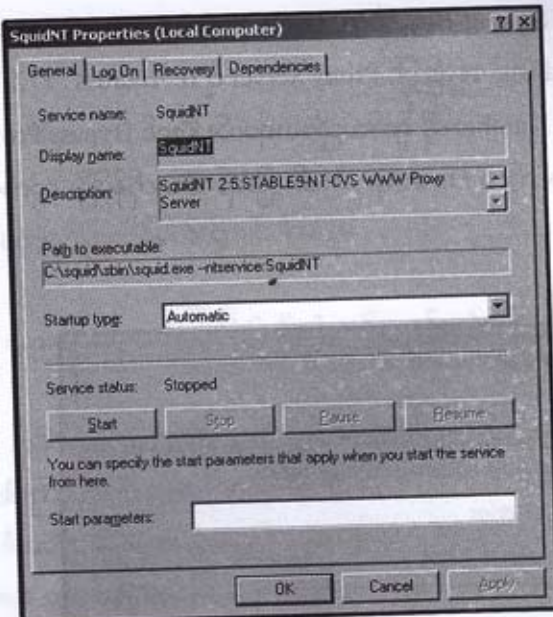 SquidNT Properties (Local Computer)
General Log On Recovery Dependencies
Service name: SquidNT
Display name: SquidNT
Description: SquidNT 2.5.STABLE9-NT-CVS WWW Proxy
Server
Path to executable:
C:\squid\sbin\squid.exe --ntservice:SquidNT
Startup type: Automatic
Service status: Stopped
Start Stop Pause Resume
You can specify the start parameters that apply when you start the service
from here.
Start parameters:
OK Cancel Apply